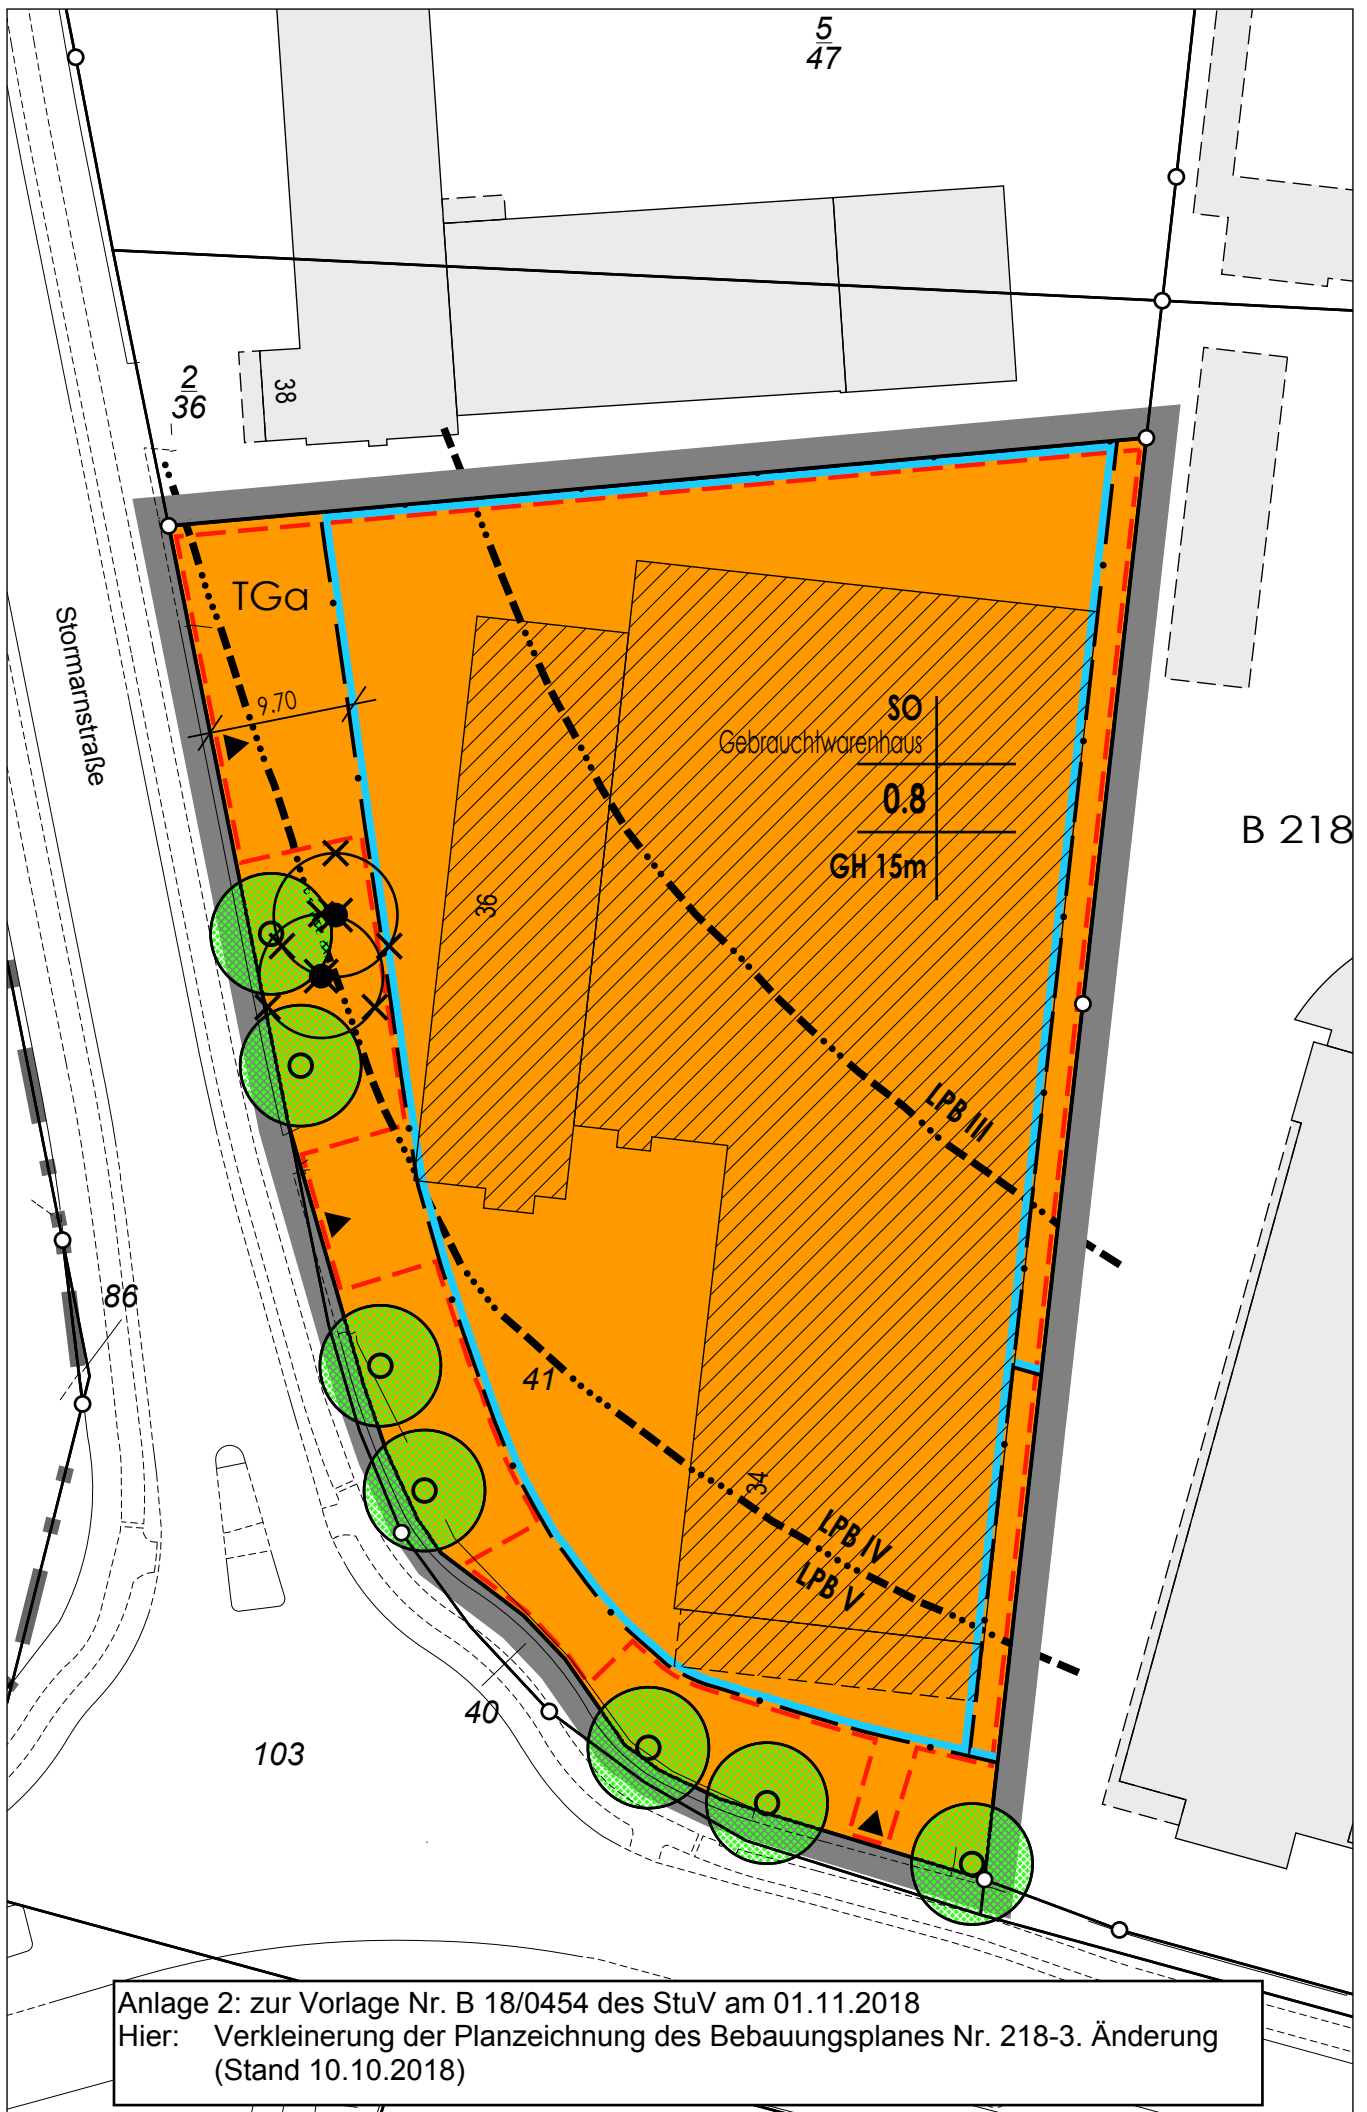 5
47
2
36
38
TGa
Stormarnstraße
9.70
SO
Gebrauchtwarenhaus
0.8
GH 15m
B 218
36
LPB III
86
41
34
LPB IV
LPB V
40
103
Anlage 2: zur Vorlage Nr. B 18/0454 des StuV am 01.11.2018
Hier: Verkleinerung der Planzeichnung des Bebauungsplanes Nr. 218-3. Änderung
(Stand 10.10.2018)